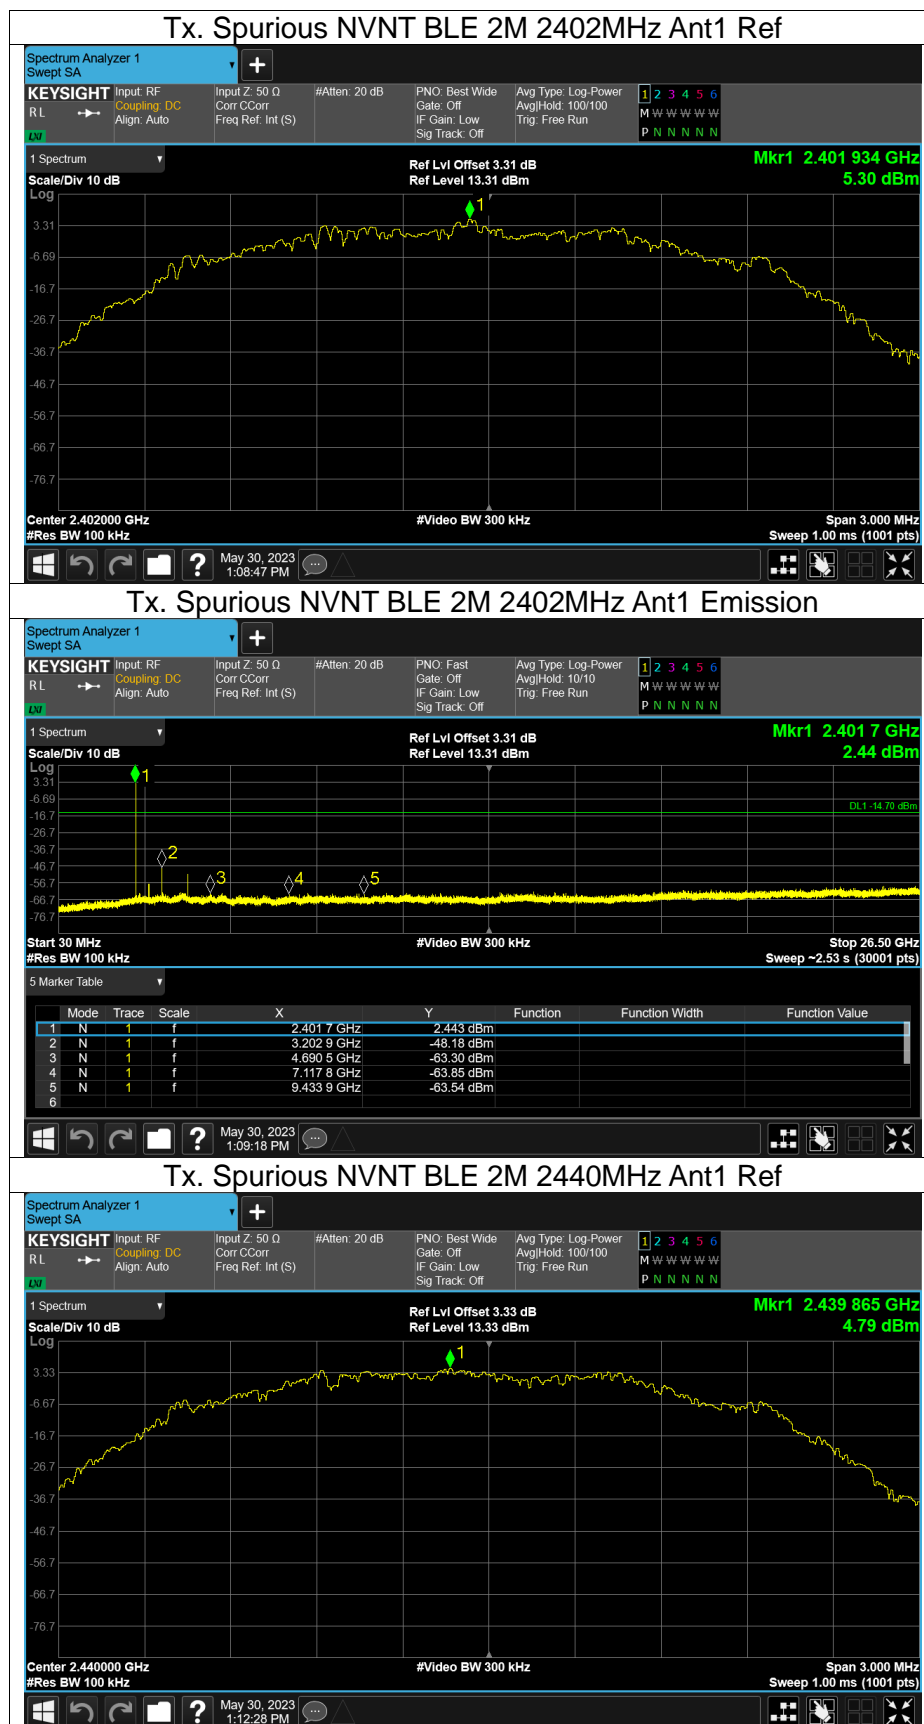 Tx. Spurious NVNT BLE 2M 2402MHz Ant1 Ref
Spectrum Analyzer 1
Swept SA
KEYSIGHT Input: RF Input Z: 50 Ω #Atten: 20 dB PNO: Best Wide Avg Type: Log-Power 1 2 3 4 5 6
RL Coupling: DC Corr CCorr Gate: Off Avg|Hold: 100/100 M W W W W W
Align: Auto Freq Ref: Int (S) IF Gain: Low Trig: Free Run
LXI Sig Track: Off P N N N N N
1 Spectrum Ref Lvl Offset 3.31 dB Mkr1 2.401 934 GHz
Scale/Div 10 dB Ref Level 13.31 dBm 5.30 dBm
Log
1
3.31
-6.69
-16.7
-26.7
-36.7
-46.7
-56.7
-66.7
-76.7
Center 2.402000 GHz #Video BW 300 kHz Span 3.000 MHz
#Res BW 100 kHz Sweep 1.00 ms (1001 pts)
May 30, 2023
1:08:47 PM
Tx. Spurious NVNT BLE 2M 2402MHz Ant1 Emission
Spectrum Analyzer 1
Swept SA
KEYSIGHT Input: RF Input Z: 50 Ω #Atten: 20 dB PNO: Fast Avg Type: Log-Power 1 2 3 4 5 6
RL Coupling: DC Corr CCorr Gate: Off Avg|Hold: 10/10 M W W W W W
Align: Auto Freq Ref: Int (S) IF Gain: Low Trig: Free Run
LXI Sig Track: Off P N N N N N
1 Spectrum Ref Lvl Offset 3.31 dB Mkr1 2.401 7 GHz
Scale/Div 10 dB Ref Level 13.31 dBm 2.44 dBm
Log
1
3.31
-6.69
DL1 -14.70 dBm
-16.7
-26.7
-36.7
2
-46.7
-56.7
3 4 5
-66.7
-76.7
Start 30 MHz #Video BW 300 kHz Stop 26.50 GHz
#Res BW 100 kHz Sweep ~2.53 s (30001 pts)
5 Marker Table
Mode Trace Scale X Y Function Function Width Function Value
1 N 1 f 2.401 7 GHz 2.443 dBm
2 N 1 f 3.202 9 GHz -48.18 dBm
3 N 1 f 4.690 5 GHz -63.30 dBm
4 N 1 f 7.117 8 GHz -63.85 dBm
5 N 1 f 9.433 9 GHz -63.54 dBm
6
May 30, 2023
1:09:18 PM
Tx. Spurious NVNT BLE 2M 2440MHz Ant1 Ref
Spectrum Analyzer 1
Swept SA
KEYSIGHT Input: RF Input Z: 50 Ω #Atten: 20 dB PNO: Best Wide Avg Type: Log-Power 1 2 3 4 5 6
RL Coupling: DC Corr CCorr Gate: Off Avg|Hold: 100/100 M W W W W W
Align: Auto Freq Ref: Int (S) IF Gain: Low Trig: Free Run
LXI Sig Track: Off P N N N N N
1 Spectrum Ref Lvl Offset 3.33 dB Mkr1 2.439 865 GHz
Scale/Div 10 dB Ref Level 13.33 dBm 4.79 dBm
Log
1
3.33
-6.67
-16.7
-26.7
-36.7
-46.7
-56.7
-66.7
-76.7
Center 2.440000 GHz #Video BW 300 kHz Span 3.000 MHz
#Res BW 100 kHz Sweep 1.00 ms (1001 pts)
May 30, 2023
1:12:28 PM